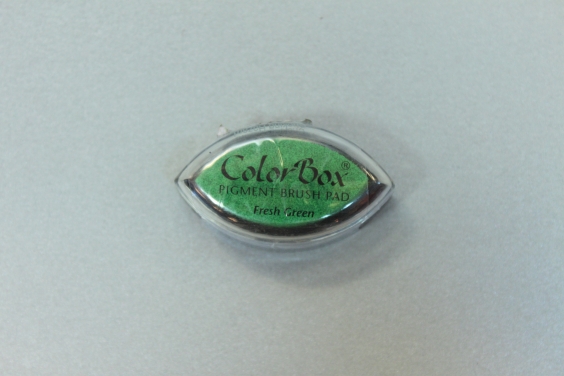 ColorBox®
PIGMENT BRUSH PAD
Fresh Green